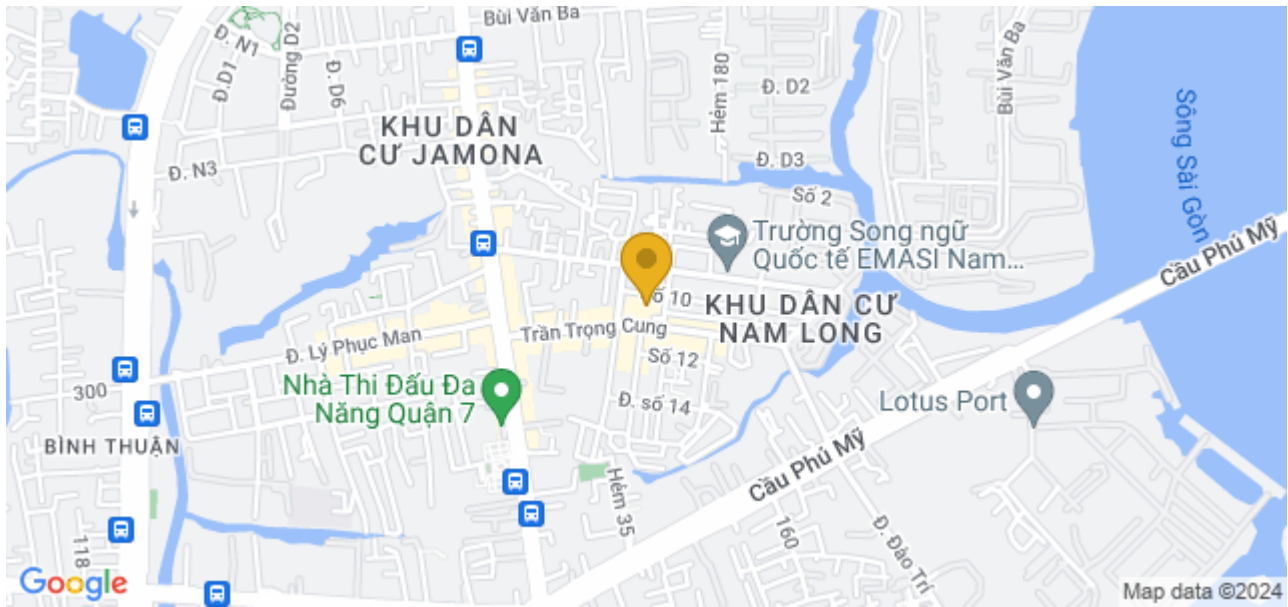 Bùi Văn Ba
Đ. N1
Đ.D1
Đường D2
Đ. D6
Hẻm 180
Đ. D2
Bùi Văn Ba
Sông Sài Gòn
KHU DÂN
CƯ JAMONA
Đ. N3
Đ. D3
Số 2
Trường Song ngữ
Quốc tế EMASI Nam...
Cầu Phú Mỹ
Số 10
KHU DÂN CƯ
NAM LONG
Trần Trọng Cung
Đ. Lý Phục Man
Số 12
300
Nhà Thi Đấu Đa
Năng Quận 7
Đ. số 14
Lotus Port
BÌNH THUẬN
Cầu Phú Mỹ
Hẻm 35
118
160
Đ. Đào Trí
Google
Map data ©2024